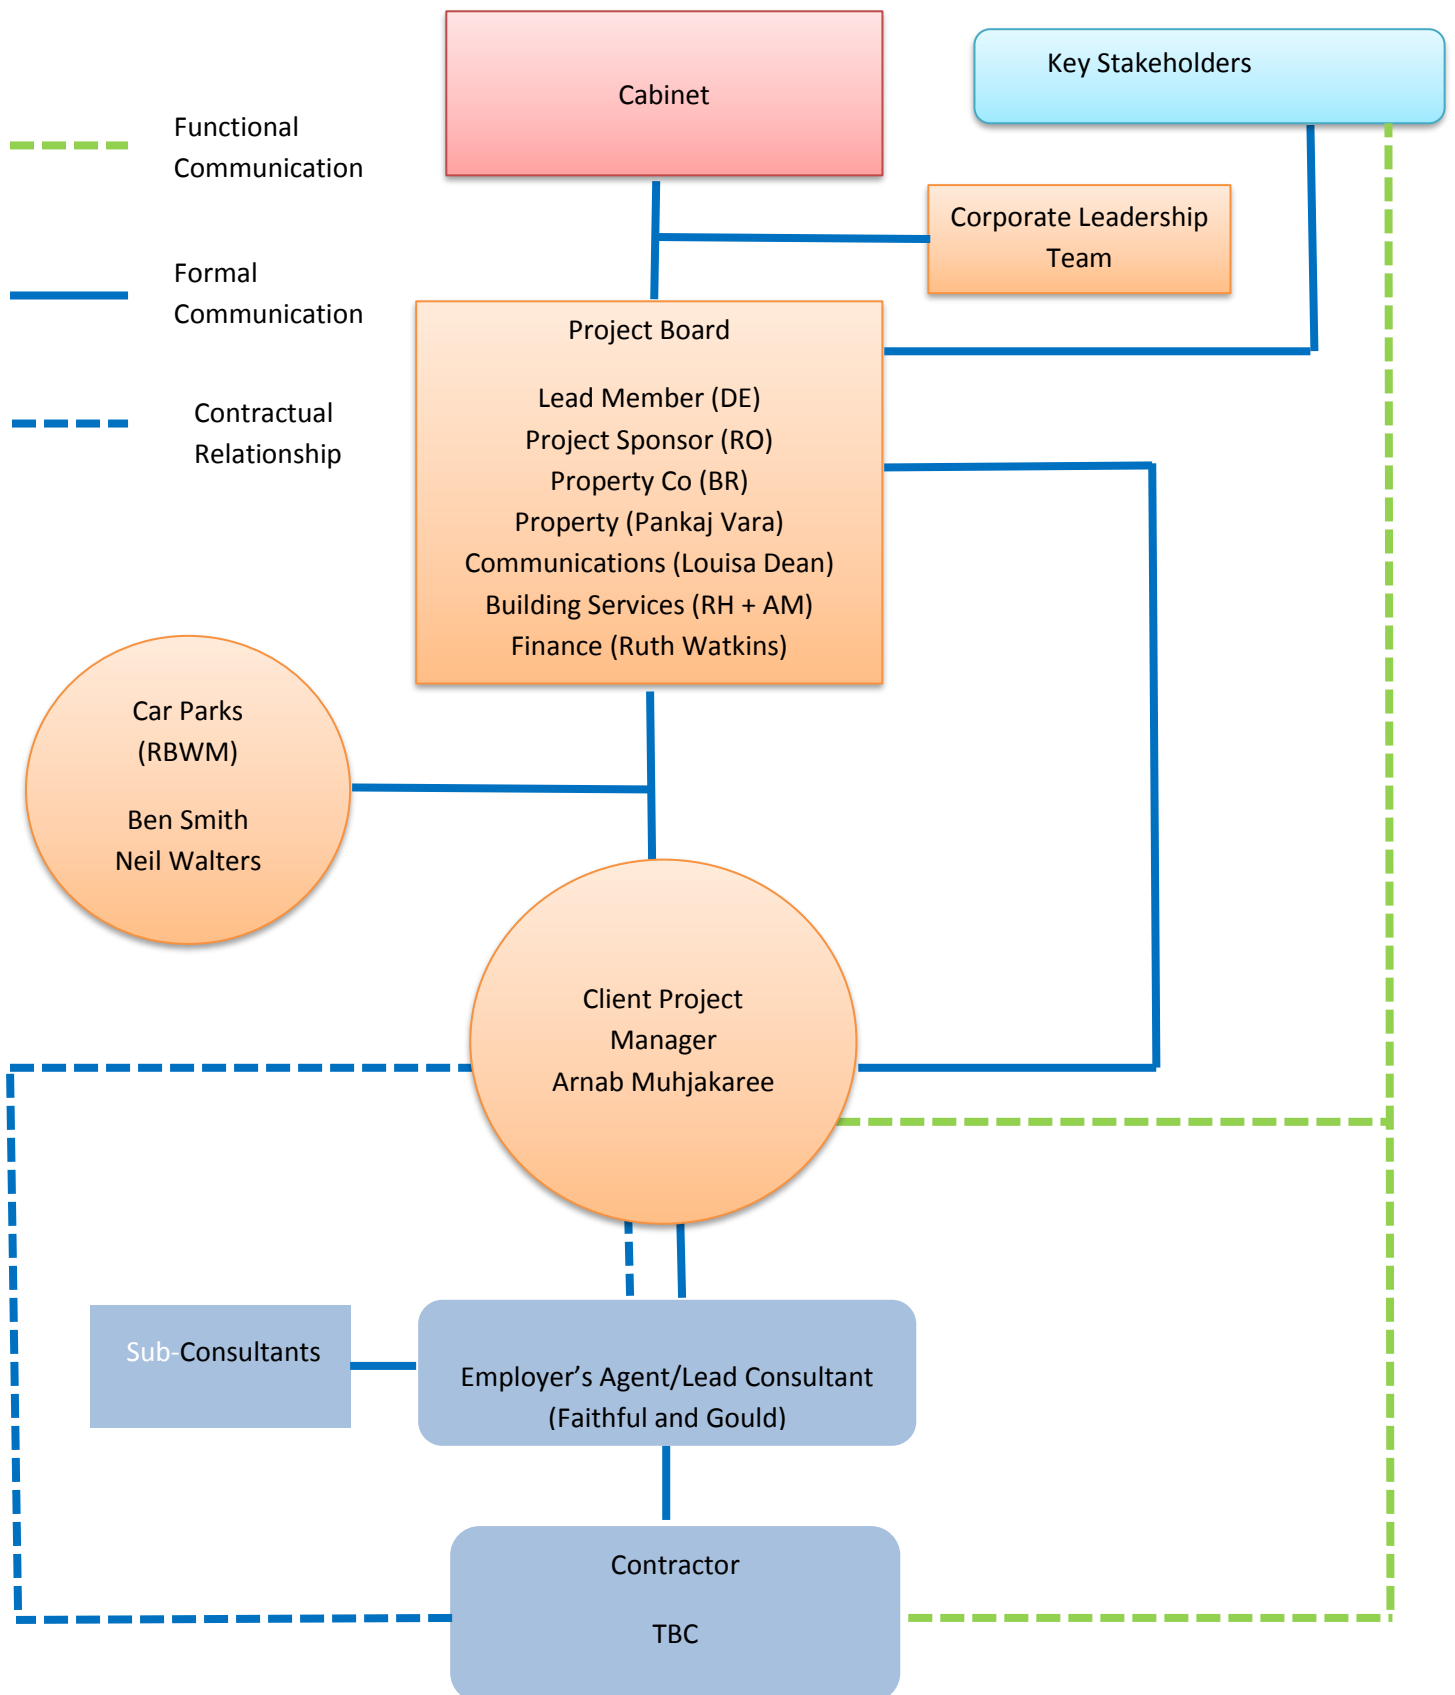 Cabinet
Key Stakeholders
Functional
Communication
Corporate Leadership
Team
Formal
Communication
Project Board
Lead Member (DE)
Project Sponsor (RO)
Property Co (BR)
Property (Pankaj Vara)
Communications (Louisa Dean)
Building Services (RH + AM)
Finance (Ruth Watkins)
Contractual
Relationship
Car Parks
(RBWM)
Ben Smith
Neil Walters
Client Project
Manager
Arnab Muhjakaree
Sub-Consultants
Employer’s Agent/Lead Consultant
(Faithful and Gould)
Contractor
TBC